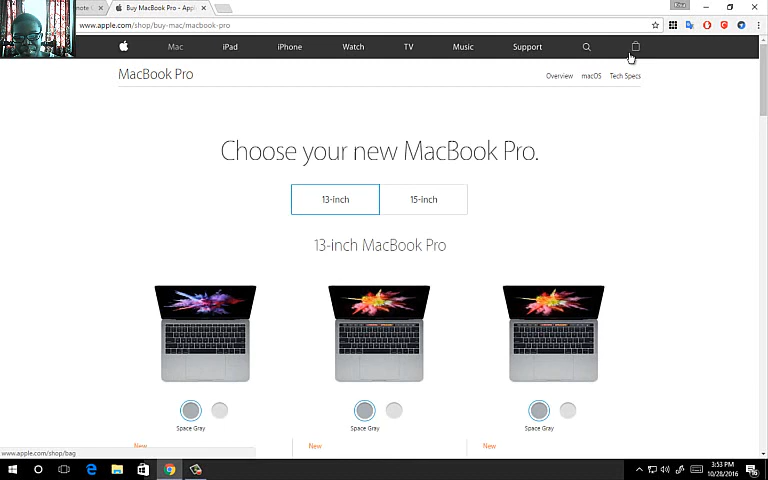 note (
Buy MacBook Pro - Appl
www.apple.com/shop/buy-mac/macbook-pro
Mac iPad iPhone Watch TV Music Support
MacBook Pro
Overview macOS Tech Specs
Choose your new MacBook Pro.
13-inch 15-inch
13-inch MacBook Pro
Space Gray Space Gray Space Gray
New New New
www.apple.com/shop/bag
3:53 PM
10/28/2016